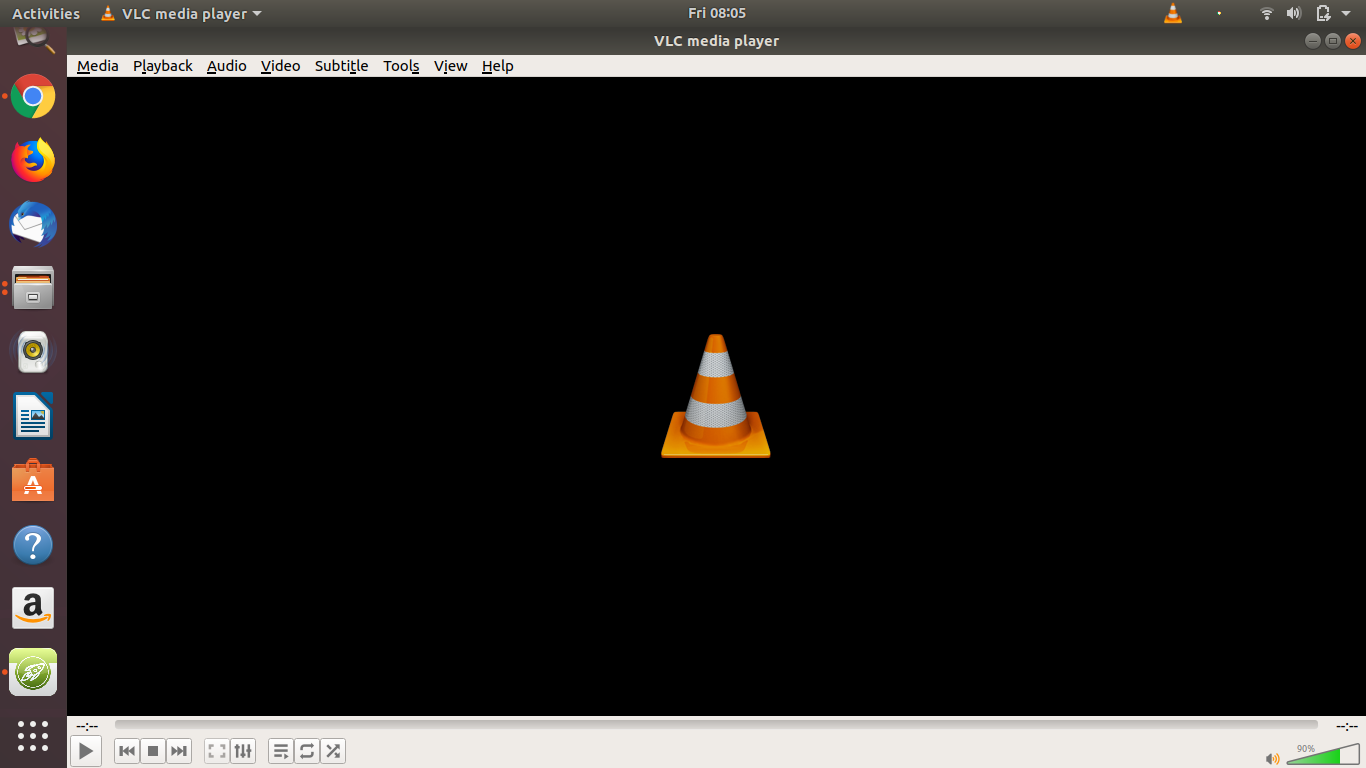 Activities VLC media player Fri 08:05
VLC media player
Media Playback Audio Video Subtitle Tools View Help
A
?
a
--:-- --:--
90%